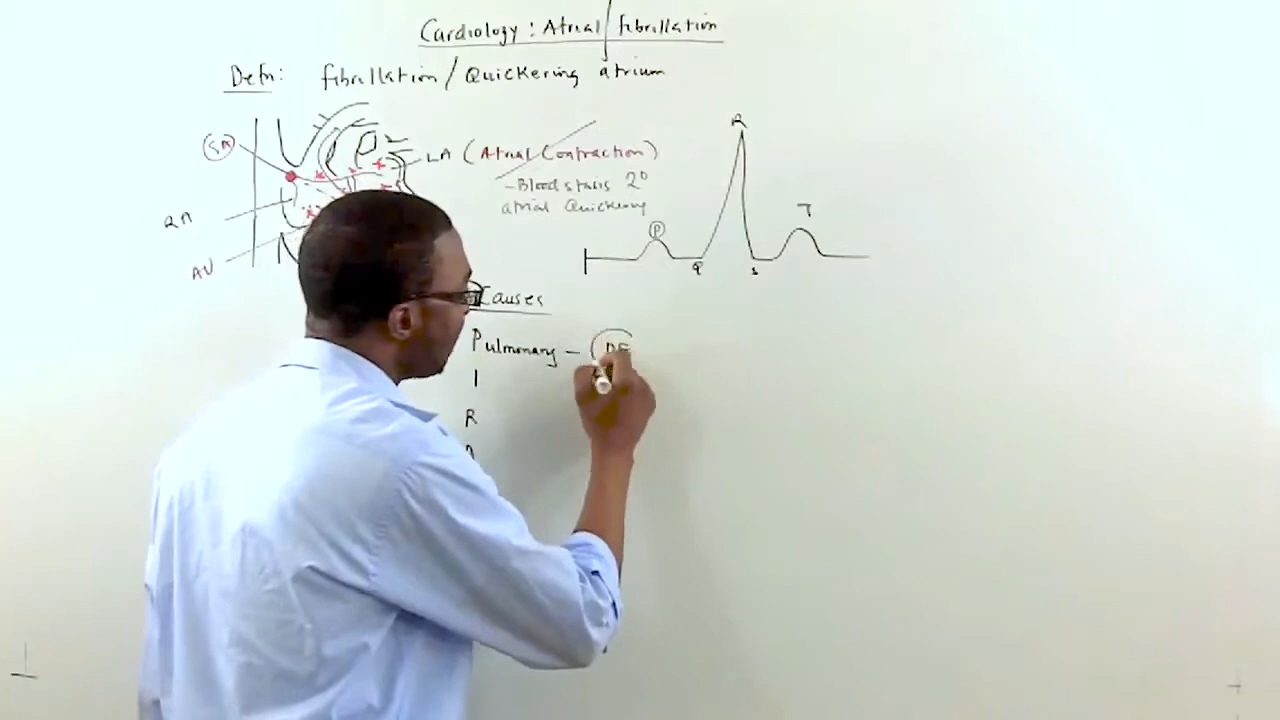 Cardiology: Atrial fibrillation
Defn: fibrillation/Quickering atrium
SA
LA (Atrial Contraction)
- Blood stasis 2°
atrial Quickering
RA
AV
R
P
Q
S
T
Causes
Pulmonary - (PE
I
R